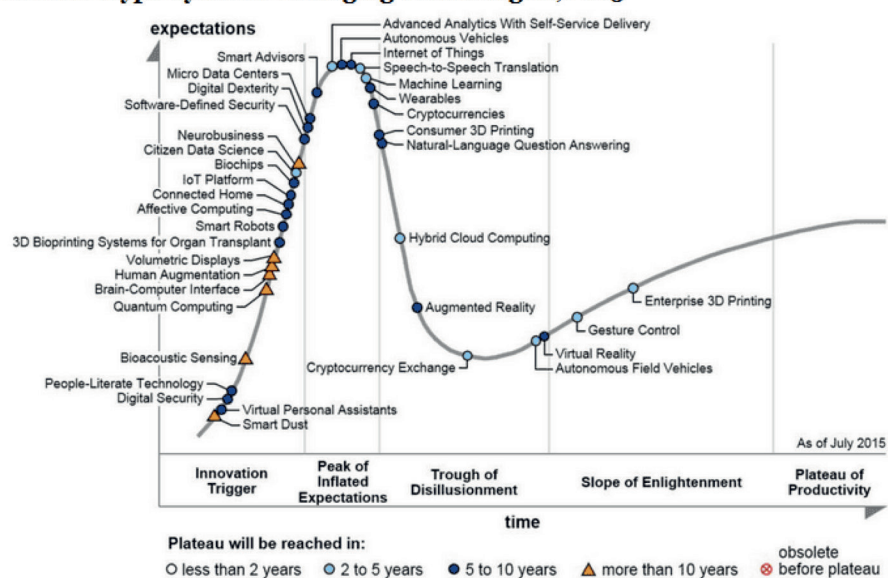 expectations
Advanced Analytics With Self-Service Delivery
Autonomous Vehicles
Internet of Things
Speech-to-Speech Translation
Machine Learning
Wearables
Cryptocurrencies
Consumer 3D Printing
Natural-Language Question Answering
Smart Advisors
Micro Data Centers
Digital Dexterity
Software-Defined Security
Neurobusiness
Citizen Data Science
Biochips
IoT Platform
Connected Home
Affective Computing
Smart Robots
3D Bioprinting Systems for Organ Transplant
Volumetric Displays
Human Augmentation
Brain-Computer Interface
Quantum Computing
Bioacoustic Sensing
People-Literate Technology
Digital Security
Virtual Personal Assistants
Smart Dust
Hybrid Cloud Computing
Augmented Reality
Cryptocurrency Exchange
Enterprise 3D Printing
Gesture Control
Virtual Reality
Autonomous Field Vehicles
As of July 2015
Innovation
Trigger
Peak of
Inflated
Expectations
Trough of
Disillusionment
Slope of Enlightenment
Plateau of
Productivity
time
Plateau will be reached in:
less than 2 years
2 to 5 years
5 to 10 years
more than 10 years
obsolete
before plateau